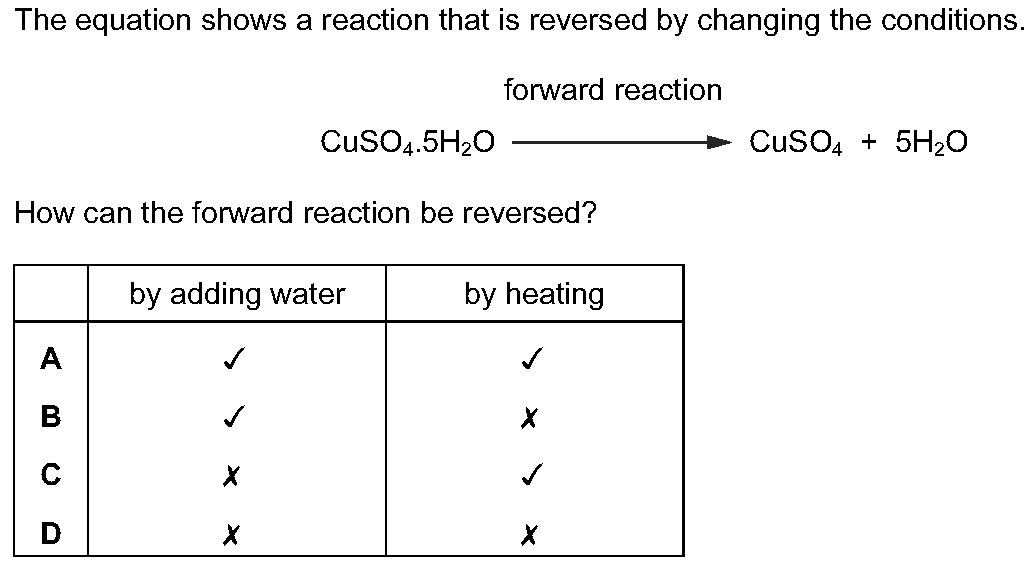 The equation shows a reaction that is reversed by changing the conditions.
forward reaction
CuSO₄.5H₂O ⟶ CuSO₄ + 5H₂O
How can the forward reaction be reversed?
by adding water by heating
A ✓ ✓
B ✓ ✗
C ✗ ✓
D ✗ ✗